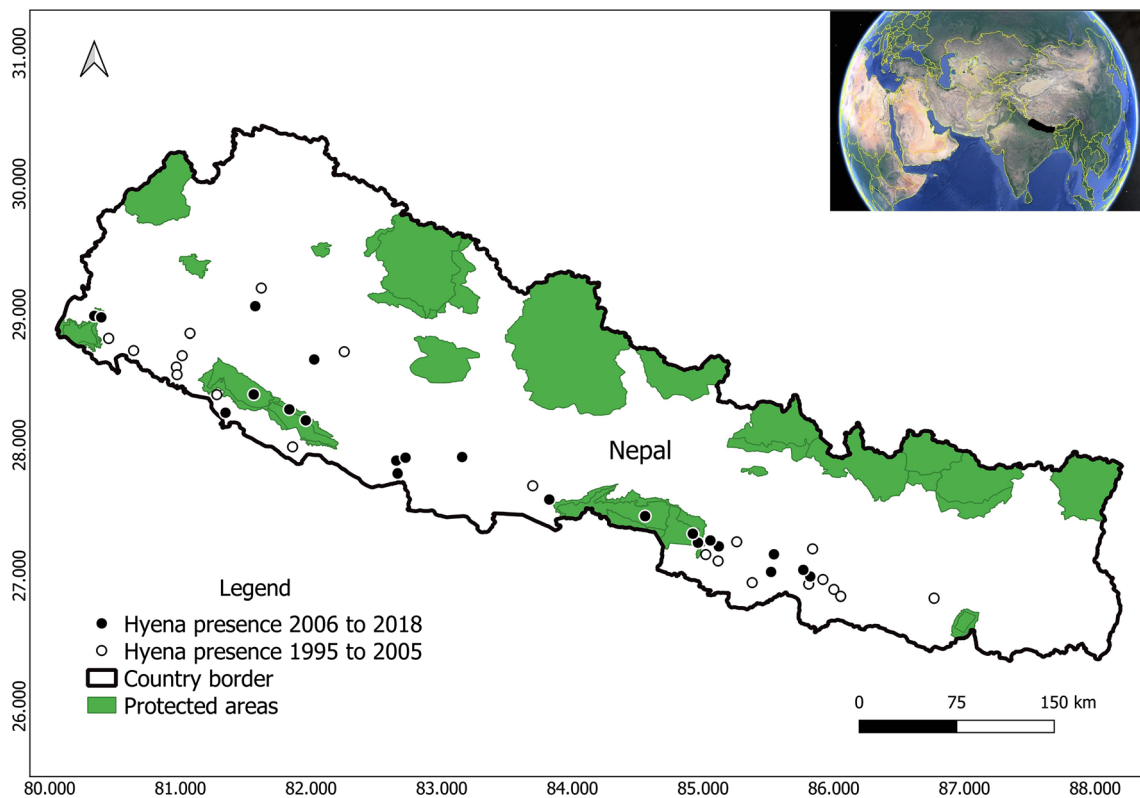 31.000
30.000
29.000
28.000
27.000
26.000
Nepal
Legend
Hyena presence 2006 to 2018
Hyena presence 1995 to 2005
Country border
Protected areas
0 75 150 km
80.000 81.000 82.000 83.000 84.000 85.000 86.000 87.000 88.000